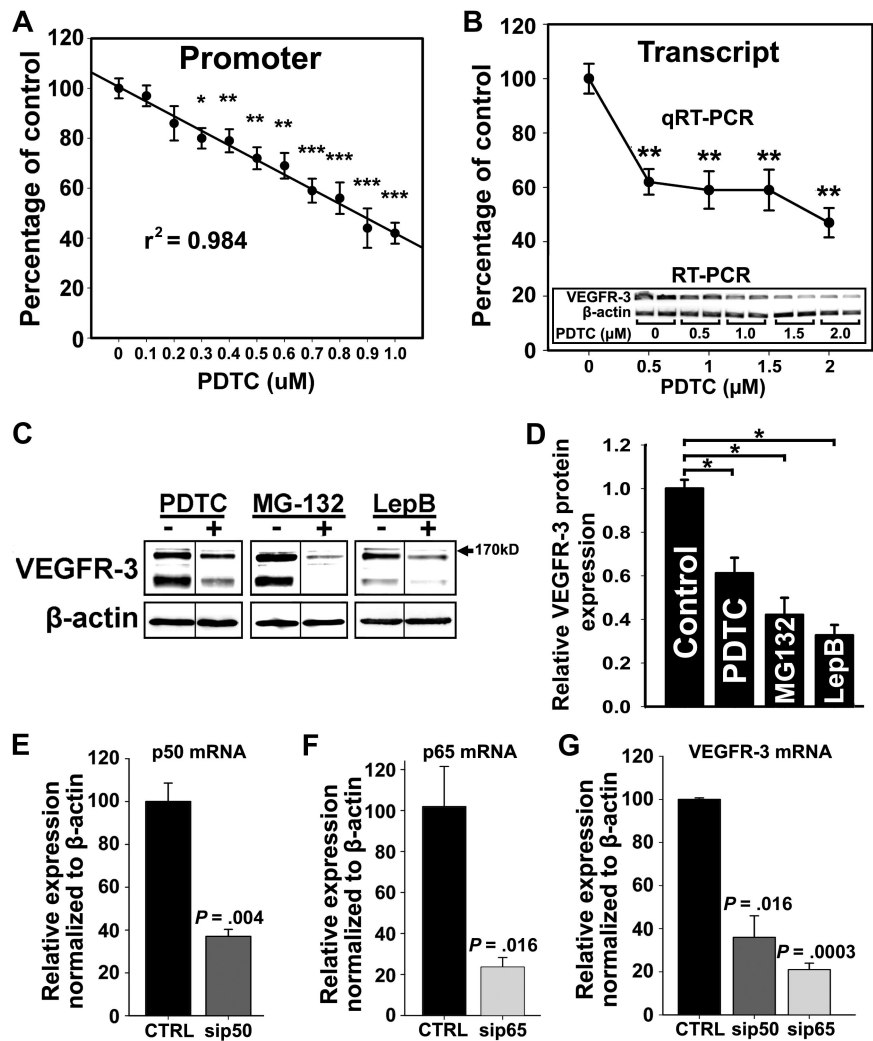 A
Promoter
Percentage of control
120
100
80
60
40
20
0
* ** ** ** *** *** *** ***
r² = 0.984
0 0.1 0.2 0.3 0.4 0.5 0.6 0.7 0.8 0.9 1.0
PDTC (uM)
B
Transcript
Percentage of control
120
100
80
60
40
20
0
qRT-PCR
** ** ** **
RT-PCR
VEGFR-3
β-actin
PDTC (µM) 0 0.5 1.0 1.5 2.0
0 0.5 1 1.5 2
PDTC (µM)
C
PDTC MG-132 LepB
- + - + - +
170kD
VEGFR-3
β-actin
D
Relative VEGFR-3 protein
expression
1.2
1.0
0.8
0.6
0.4
0.2
0.0
*
*
*
Control
PDTC
MG132
LepB
E
p50 mRNA
Relative expression
normalized to β-actin
120
100
80
60
40
20
0
P = .004
CTRL sip50
F
p65 mRNA
Relative expression
normalized to β-actin
120
100
80
60
40
20
0
P = .016
CTRL sip65
G
VEGFR-3 mRNA
Relative expression
normalized to β-actin
120
100
80
60
40
20
0
P = .016
P = .0003
CTRL sip50 sip65